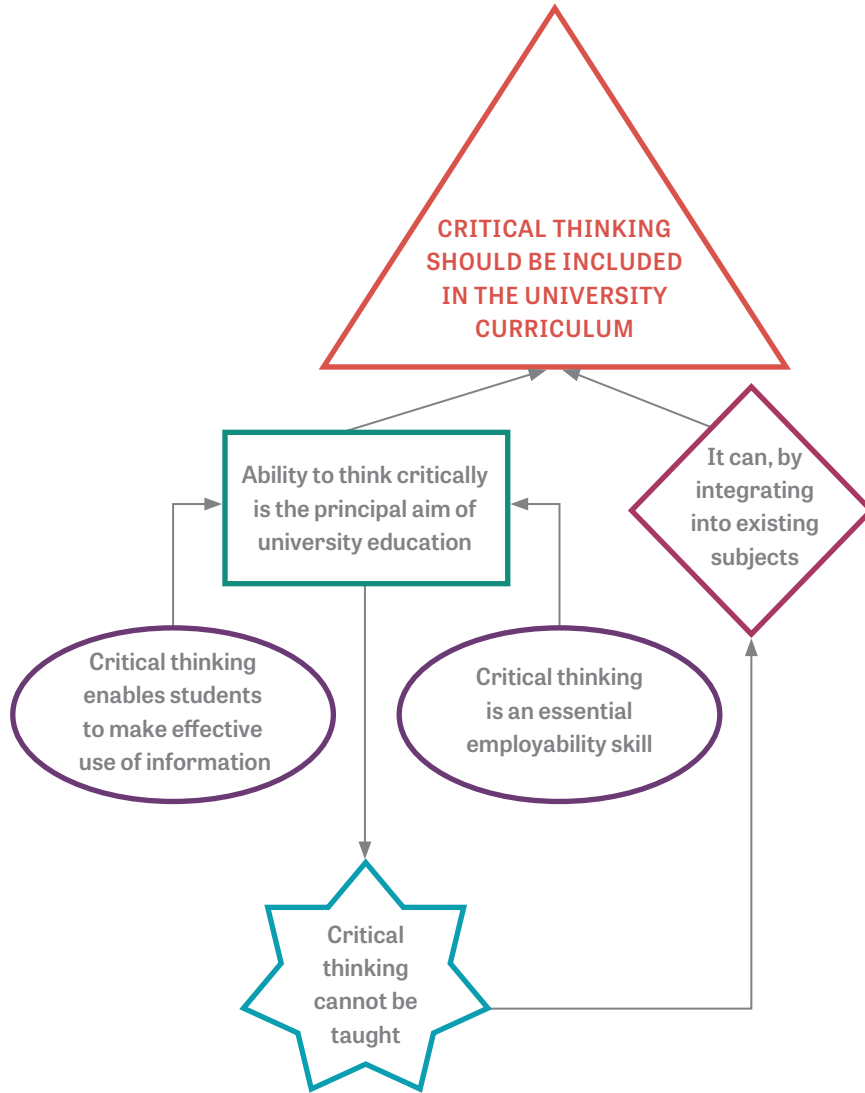 CRITICAL THINKING
SHOULD BE INCLUDED
IN THE UNIVERSITY
CURRICULUM
Ability to think critically
is the principal aim of
university education
It can, by
integrating
into existing
subjects
Critical thinking
enables students
to make effective
use of information
Critical thinking
is an essential
employability skill
Critical
thinking
cannot be
taught